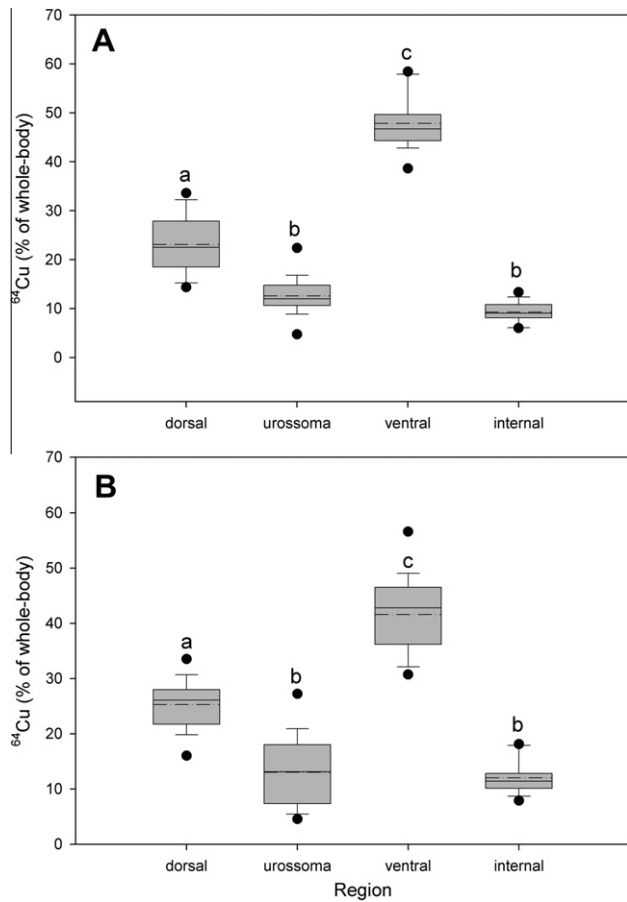 A
70
60
50
40
30
20
10
0
64Cu (% of whole-body)
a
b
c
b
dorsal urossoma ventral internal
B
70
60
50
40
30
20
10
0
64Cu (% of whole-body)
a
b
c
b
dorsal urossoma ventral internal
Region